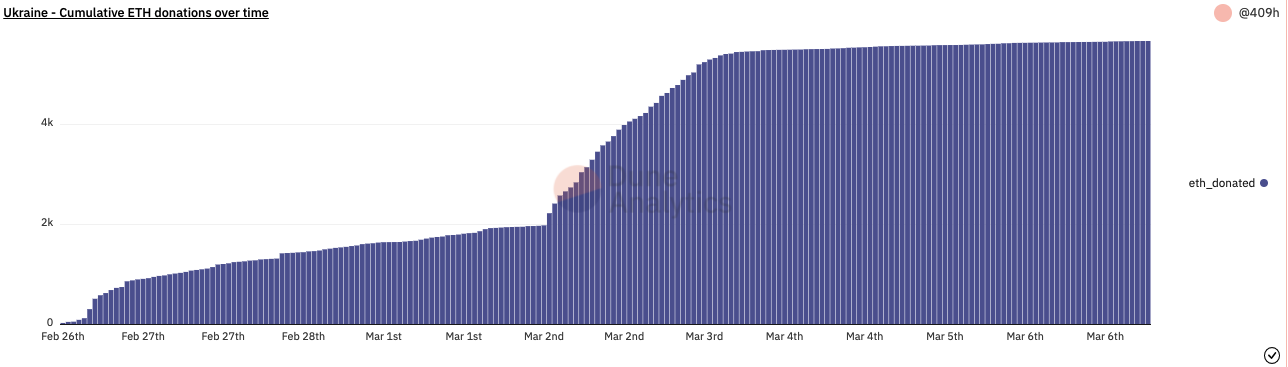 Ukraine - Cumulative ETH donations over time
@409h
4k
2k
0
Dune
Analytics
eth_donated
Feb 26th Feb 27th Feb 27th Feb 28th Mar 1st Mar 1st Mar 2nd Mar 2nd Mar 3rd Mar 4th Mar 4th Mar 5th Mar 6th Mar 6th